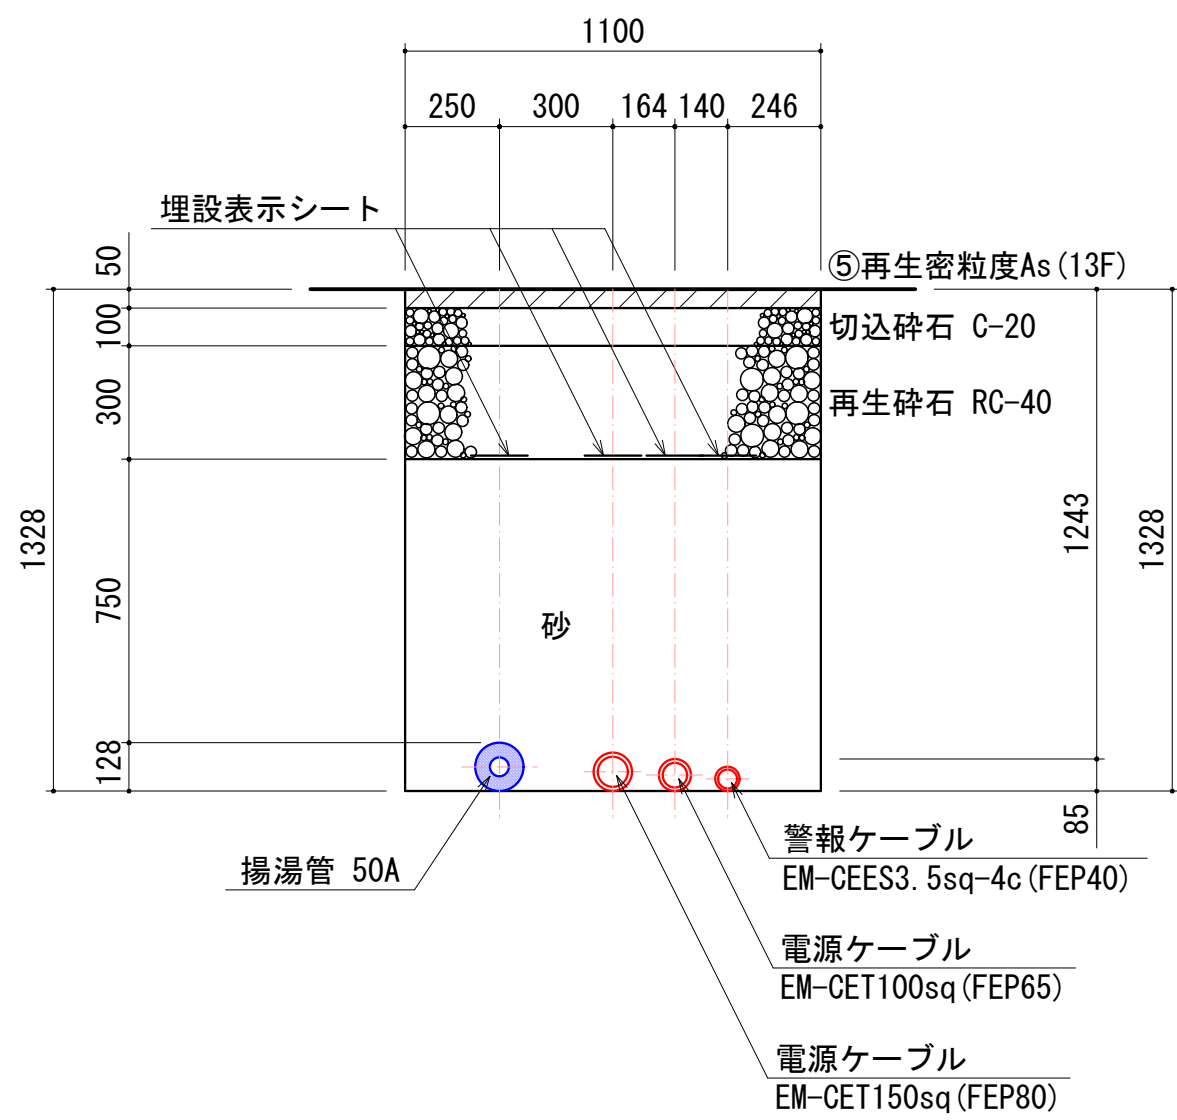 1100
250
300
164
140
246
埋設表示シート
50
⑤再生密粒度As(13F)
100
切込砕石 C-20
300
再生砕石 RC-40
1328
1243
1328
750
砂
128
85
警報ケーブル
揚湯管 50A
EM-CEES3.5sq-4c(FEP40)
電源ケーブル
EM-CET100sq(FEP65)
電源ケーブル
EM-CET150sq(FEP80)